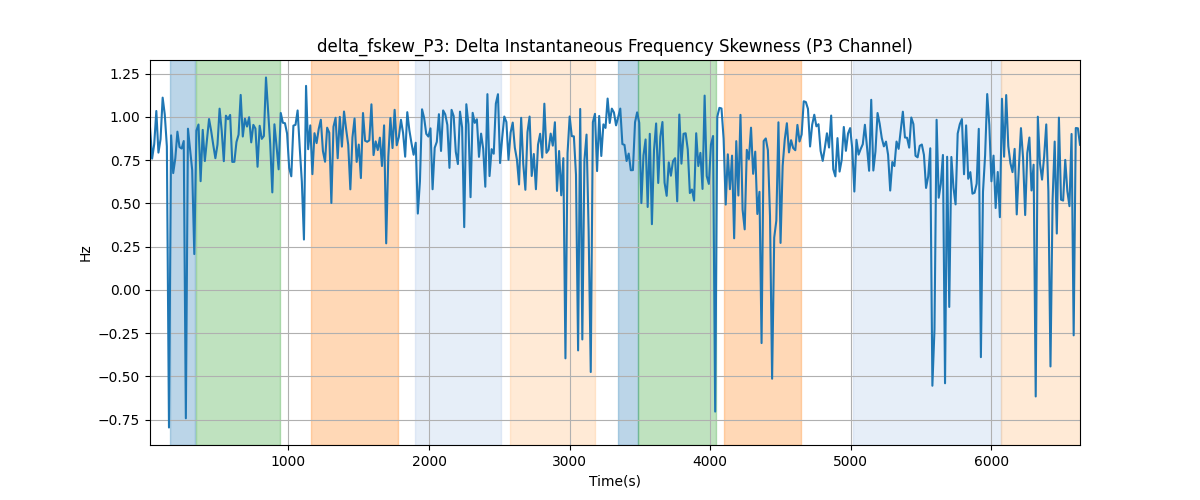 delta_fskew_P3: Delta Instantaneous Frequency Skewness (P3 Channel)
Hz
1.25
1.00
0.75
0.50
0.25
0.00
−0.25
−0.50
−0.75
1000 2000 3000 4000 5000 6000
Time(s)